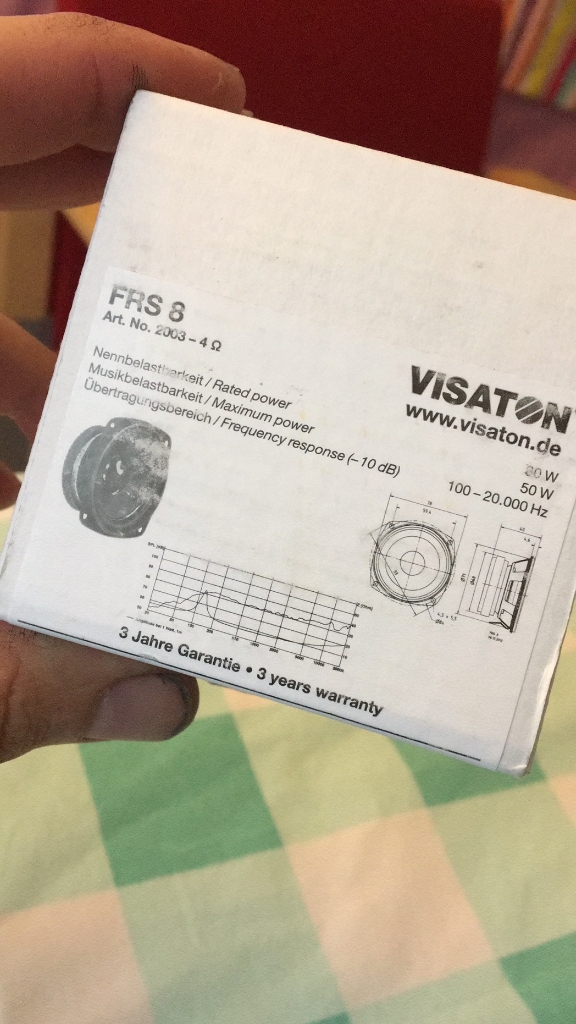 FRS 8
Art. No. 2003 – 4 Ω
VISATON
www.visaton.de
Nennbelastbarkeit / Rated power
30 W
Musikbelastbarkeit / Maximum power
50 W
Übertragungsbereich / Frequency response (– 10 dB)
100 – 20.000 Hz
3 Jahre Garantie • 3 years warranty